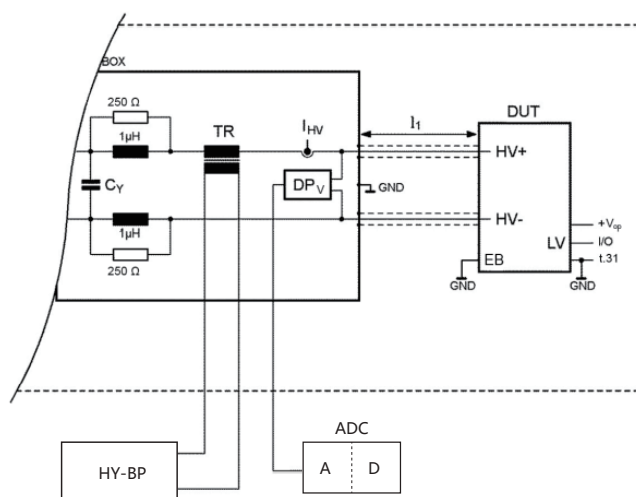 BOX
250 Ω
1µH
TR
I_HV
l₁
DUT
C_Y
DP_V
GND
HV+
HV-
1µH
250 Ω
LV
+V_op
I/O
t.31
EB
GND
GND
HY-BP
ADC
A
D